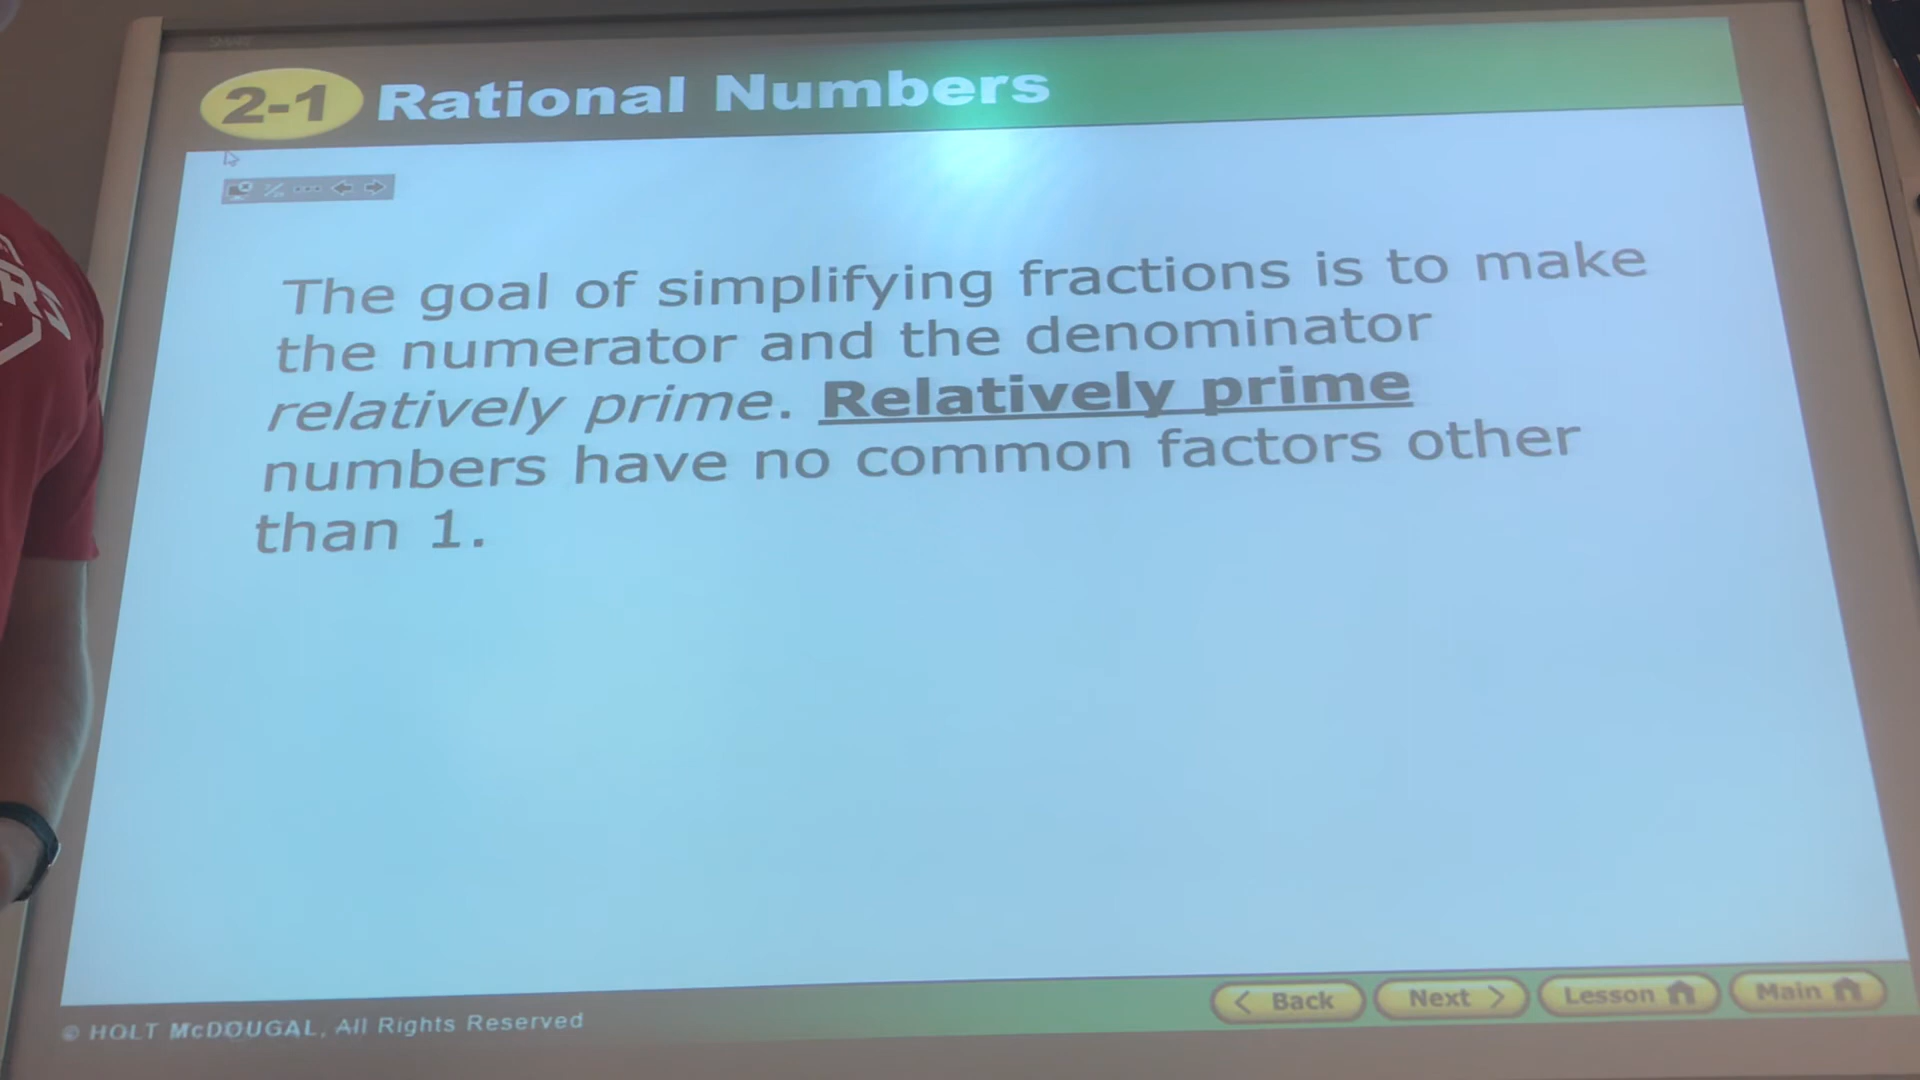 2-1 Rational Numbers
The goal of simplifying fractions is to make
the numerator and the denominator
relatively prime. Relatively prime
numbers have no common factors other
than 1.
Back Next Lesson Main
© HOLT McDOUGAL, All Rights Reserved